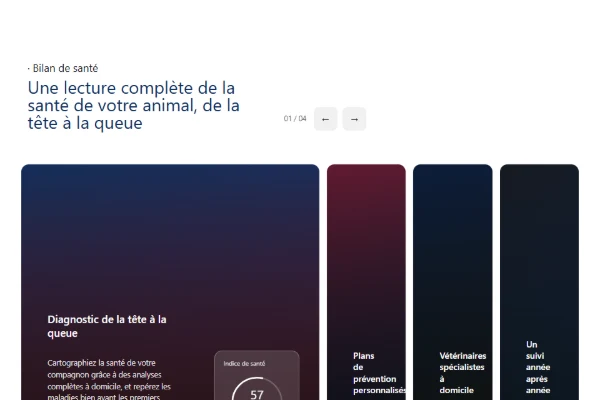 · Bilan de santé
Une lecture complète de la
santé de votre animal, de la
tête à la queue
01 / 04 ← →
Diagnostic de la tête à la
queue
Cartographiez la santé de votre
compagnon grâce à des analyses
complètes à domicile, et repérez les
maladies bien avant les premiers
Indice de santé
57
Plans
de
prévention
personnalisés
Vétérinaires
spécialistes
à
domicile
Un
suivi
année
après
année